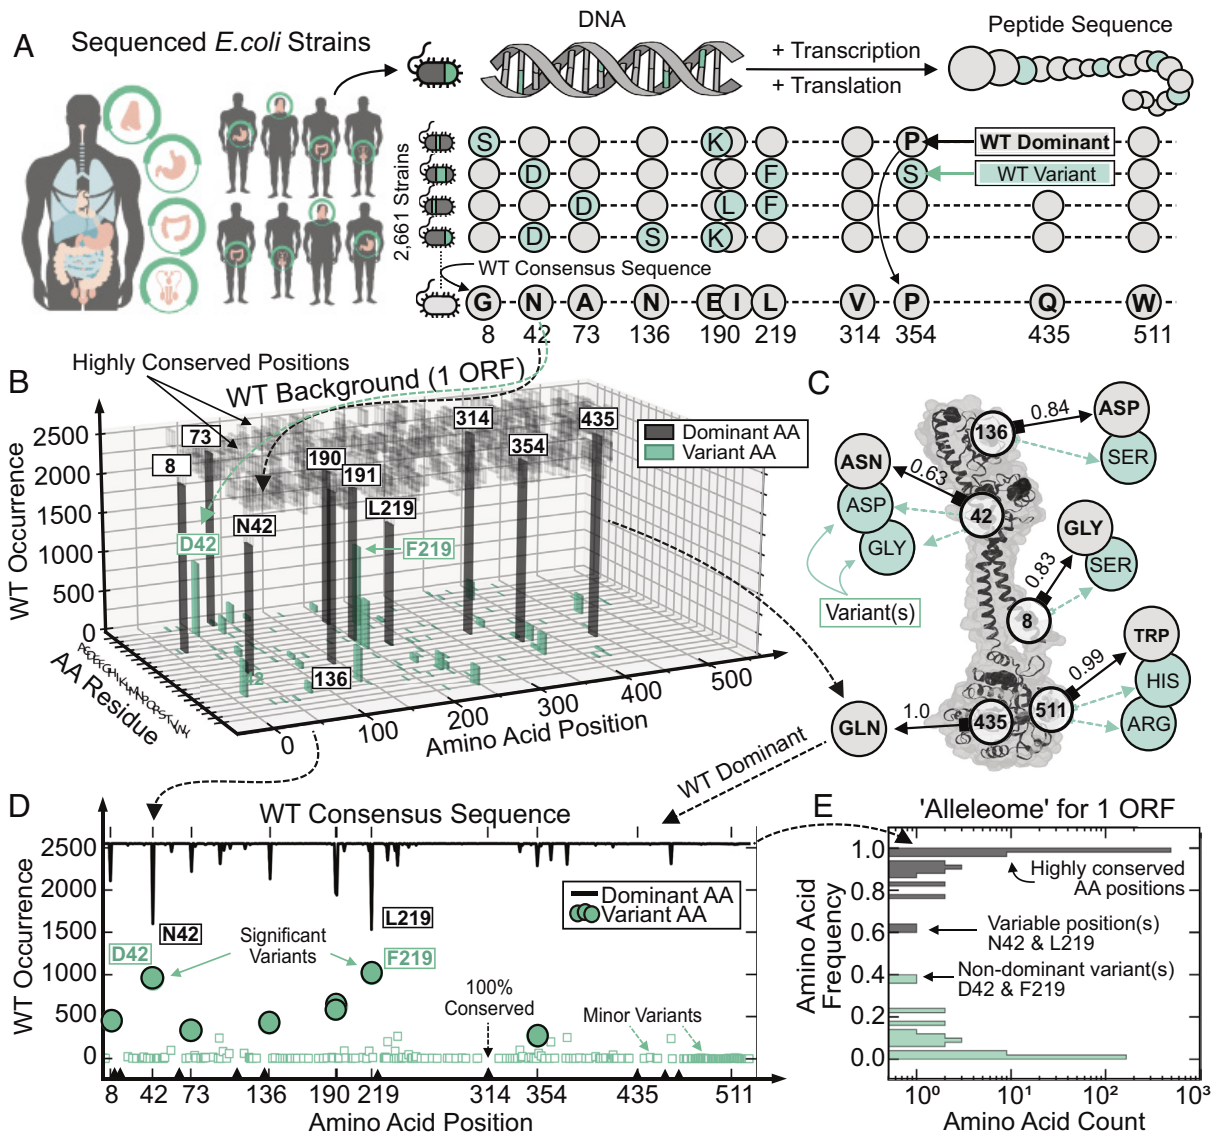 A
Sequenced E.coli Strains
DNA
+ Transcription
+ Translation
Peptide Sequence
2,661 Strains
S K P WT Dominant
D F S WT Variant
D L F
D S K
WT Consensus Sequence
G N A N E I L V P Q W
8 42 73 136 190 219 314 354 435 511
B
Highly Conserved Positions
WT Background (1 ORF)
WT Occurrence
2500
2000
1500
1000
500
0
73
8
190
191
314
354
435
L219
N42
D42
F219
136
42
Dominant AA
Variant AA
AA Residue
0 100 200 300 400 500
Amino Acid Position
C
136 0.84 ASP
SER
ASN 0.63 42
ASP
GLY
Variant(s)
8 0.83 GLY
SER
511 0.99 TRP
HIS
ARG
435 1.0 GLN
WT Dominant
D
WT Consensus Sequence
WT Occurrence
2500
2000
1500
1000
500
0
Dominant AA
Variant AA
N42
L219
D42
F219
Significant
Variants
100%
Conserved
Minor Variants
8 42 73 136 190 219 314 354 435 511
Amino Acid Position
E
'Alleleome' for 1 ORF
Amino Acid
Frequency
1.0
0.8
0.6
0.4
0.2
0.0
Highly conserved
AA positions
Variable position(s)
N42 & L219
Non-dominant variant(s)
D42 & F219
10⁰ 10¹ 10² 10³
Amino Acid Count